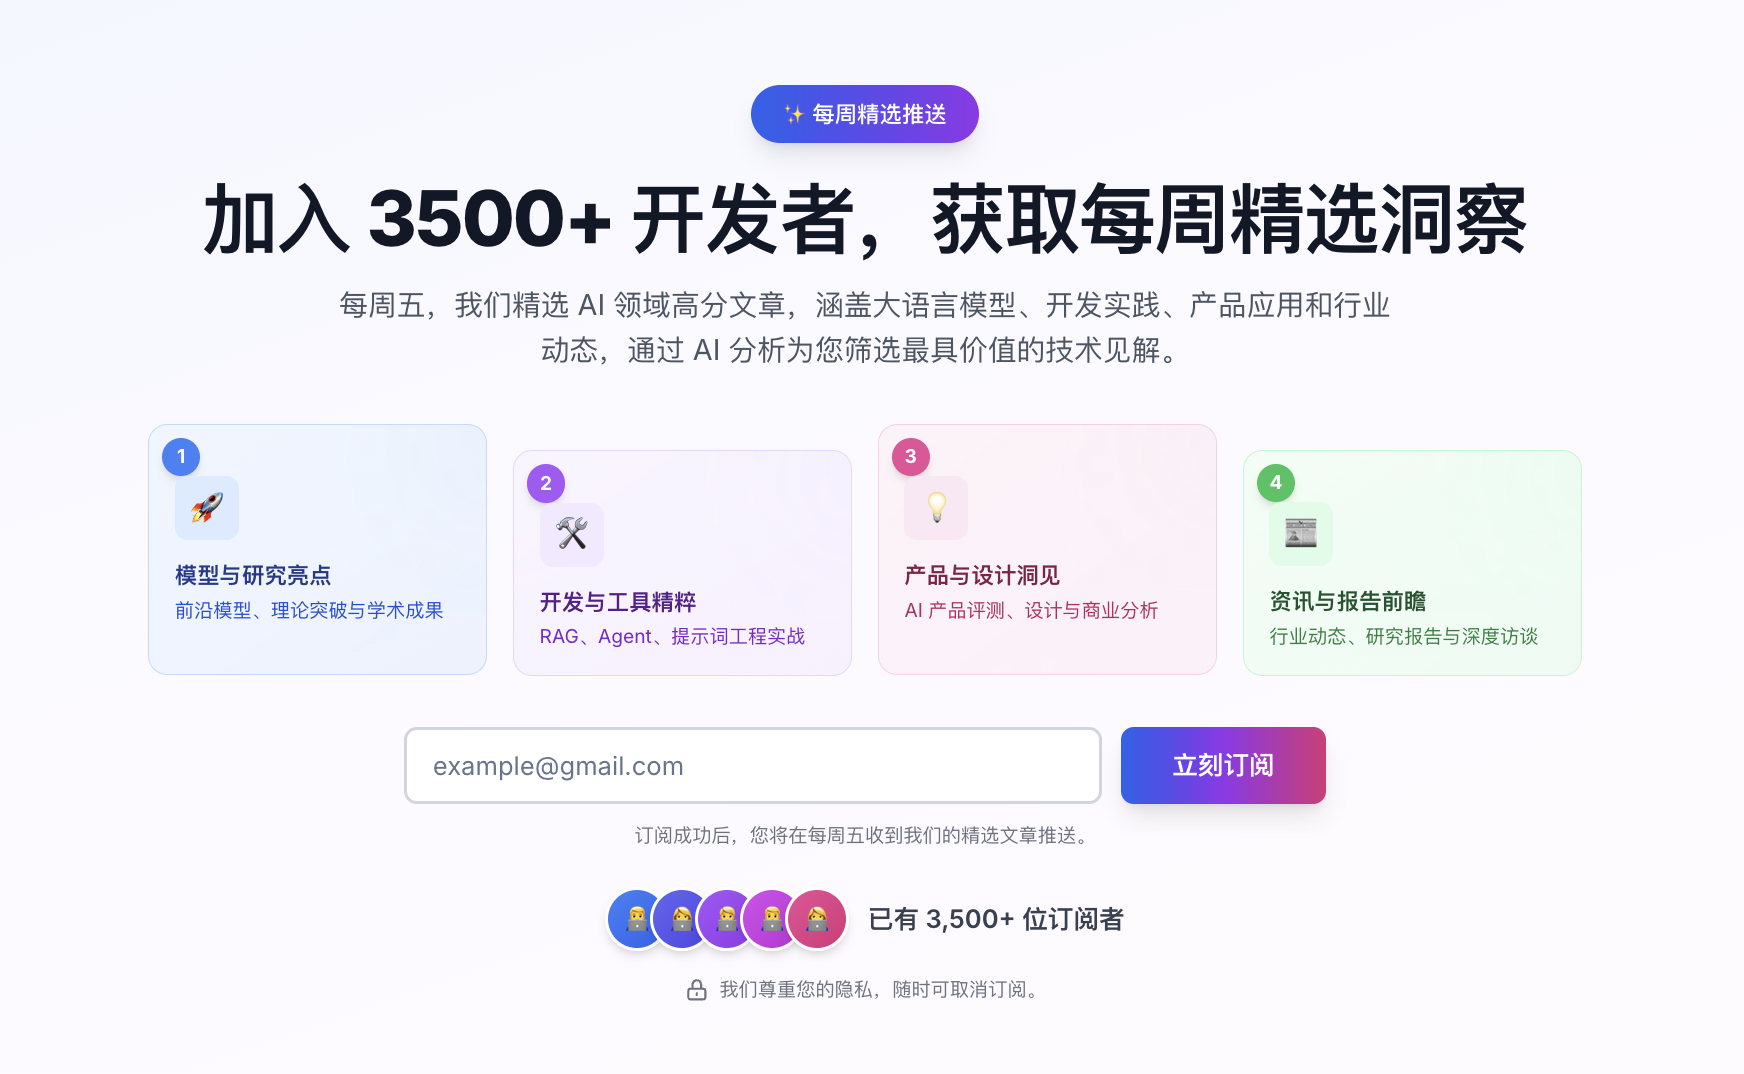 ✨ 每周精选推送
加入 3500+ 开发者，获取每周精选洞察
每周五，我们精选 AI 领域高分文章，涵盖大语言模型、开发实践、产品应用和行业
动态，通过 AI 分析为您筛选最具价值的技术见解。
1
模型与研究亮点
前沿模型、理论突破与学术成果
2
开发与工具精粹
RAG、Agent、提示词工程实战
3
产品与设计洞见
AI 产品评测、设计与商业分析
4
资讯与报告前瞻
行业动态、研究报告与深度访谈
example@gmail.com
立刻订阅
订阅成功后，您将在每周五收到我们的精选文章推送。
已有 3,500+ 位订阅者
我们尊重您的隐私，随时可取消订阅。